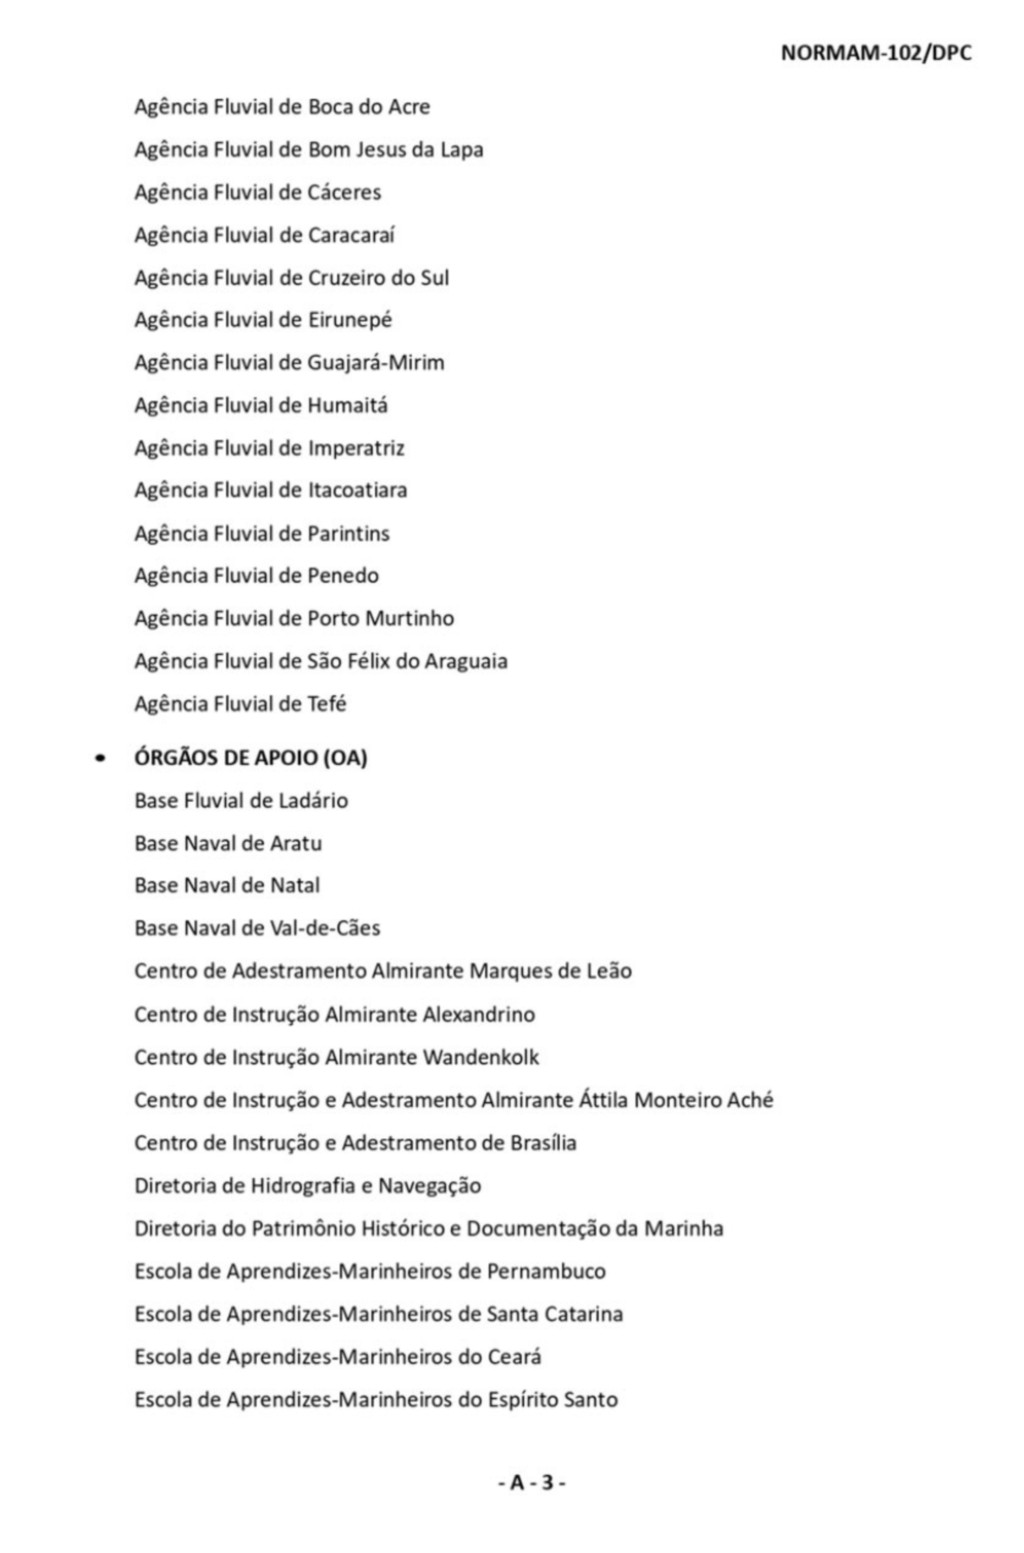 NORMAM-102/DPC
Agência Fluvial de Boca do Acre
Agência Fluvial de Bom Jesus da Lapa
Agência Fluvial de Cáceres
Agência Fluvial de Caracaraí
Agência Fluvial de Cruzeiro do Sul
Agência Fluvial de Eirunepé
Agência Fluvial de Guajará-Mirim
Agência Fluvial de Humaitá
Agência Fluvial de Imperatriz
Agência Fluvial de Itacoatiara
Agência Fluvial de Parintins
Agência Fluvial de Penedo
Agência Fluvial de Porto Murtinho
Agência Fluvial de São Félix do Araguaia
Agência Fluvial de Tefé
• ÓRGÃOS DE APOIO (OA)
Base Fluvial de Ladário
Base Naval de Aratu
Base Naval de Natal
Base Naval de Val-de-Cães
Centro de Adestramento Almirante Marques de Leão
Centro de Instrução Almirante Alexandrino
Centro de Instrução Almirante Wandenkolk
Centro de Instrução e Adestramento Almirante Áttila Monteiro Aché
Centro de Instrução e Adestramento de Brasília
Diretoria de Hidrografia e Navegação
Diretoria do Patrimônio Histórico e Documentação da Marinha
Escola de Aprendizes-Marinheiros de Pernambuco
Escola de Aprendizes-Marinheiros de Santa Catarina
Escola de Aprendizes-Marinheiros do Ceará
Escola de Aprendizes-Marinheiros do Espírito Santo
- A - 3 -